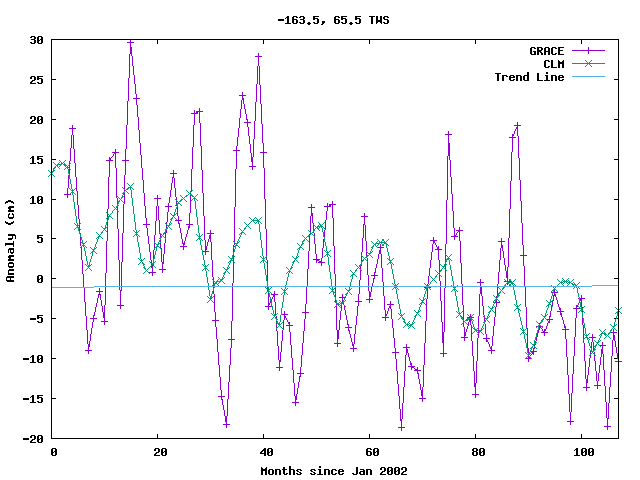 -163.5, 65.5 TWS
GRACE
CLM
Trend Line
30
25
20
15
10
5
0
-5
-10
-15
-20
Anomaly (cm)
0 20 40 60 80 100
Months since Jan 2002